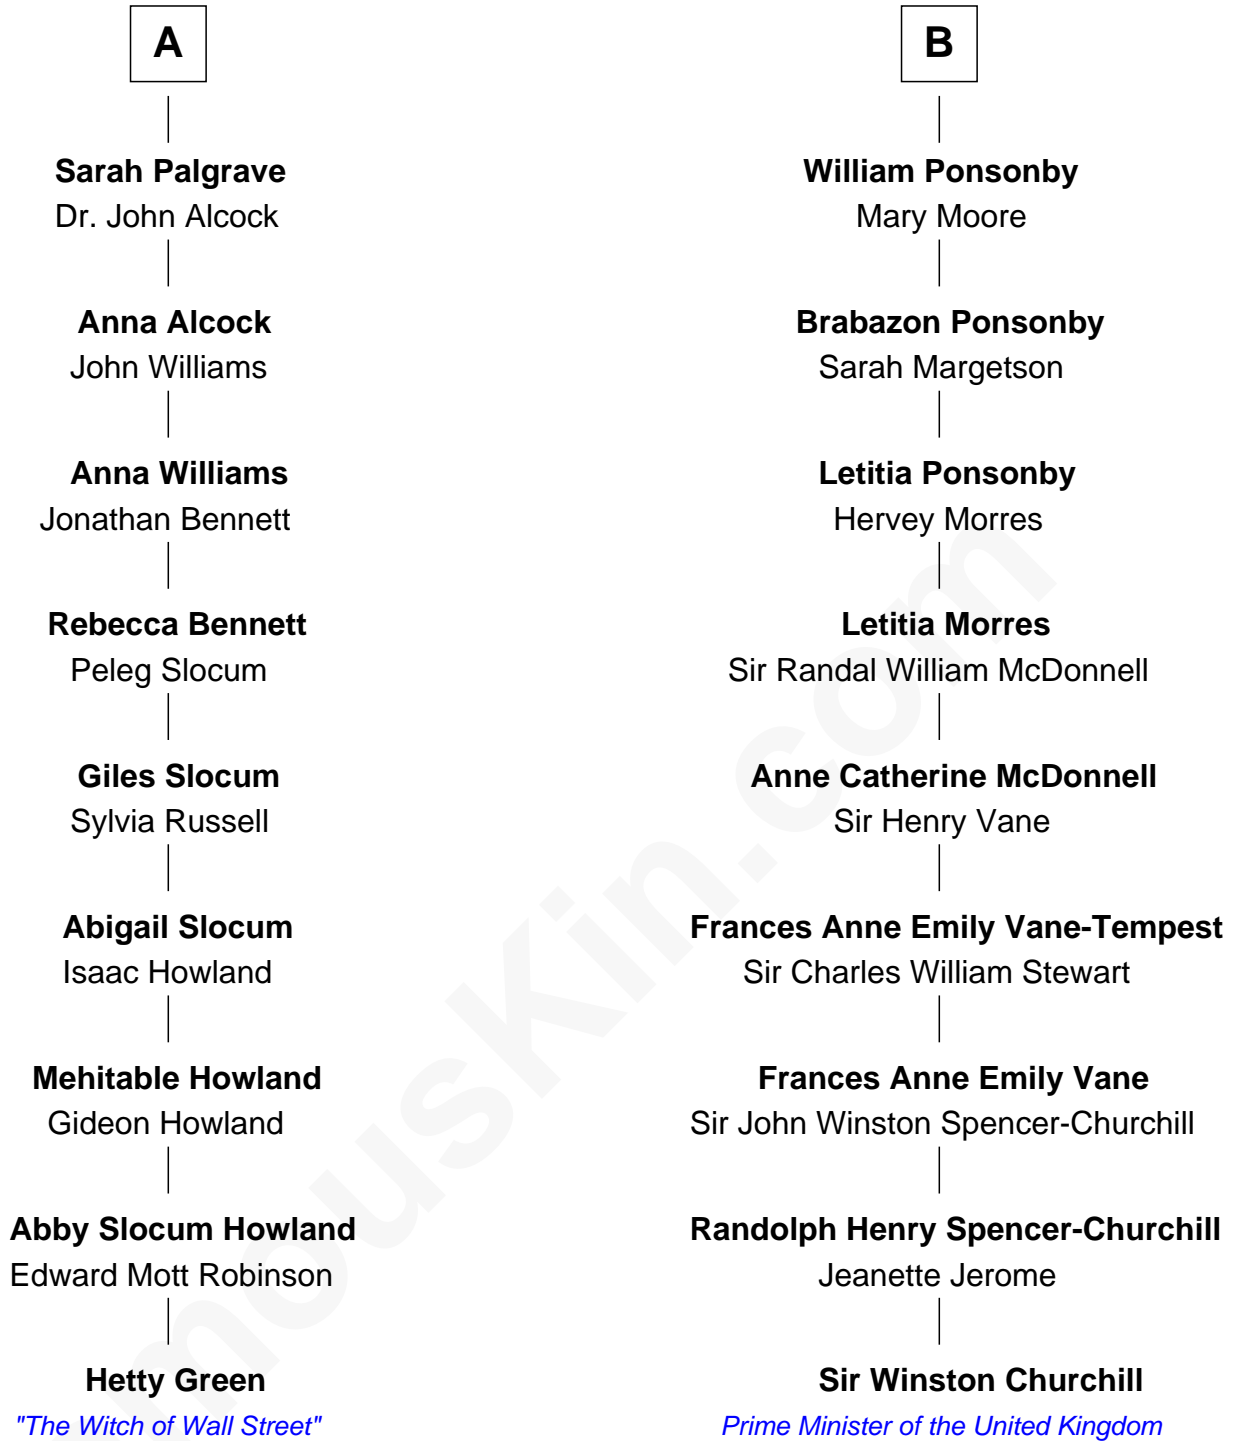 A
Sarah Palgrave
Dr. John Alcock
Anna Alcock
John Williams
Anna Williams
Jonathan Bennett
Rebecca Bennett
Peleg Slocum
Giles Slocum
Sylvia Russell
Abigail Slocum
Isaac Howland
Mehitable Howland
Gideon Howland
Abby Slocum Howland
Edward Mott Robinson
Hetty Green
"The Witch of Wall Street"
B
William Ponsonby
Mary Moore
Brabazon Ponsonby
Sarah Margetson
Letitia Ponsonby
Hervey Morres
Letitia Morres
Sir Randal William McDonnell
Anne Catherine McDonnell
Sir Henry Vane
Frances Anne Emily Vane-Tempest
Sir Charles William Stewart
Frances Anne Emily Vane
Sir John Winston Spencer-Churchill
Randolph Henry Spencer-Churchill
Jeanette Jerome
Sir Winston Churchill
Prime Minister of the United Kingdom
mousKin.com